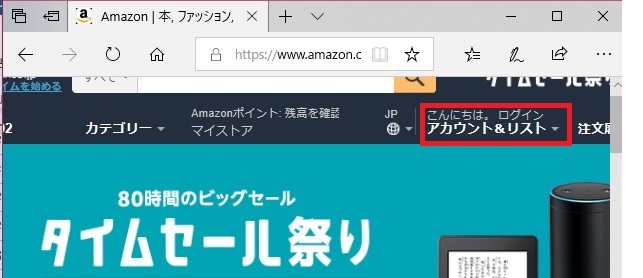 Amazon | 本, ファッション,
https://www.amazon.c
イムを始める
すべて
タイムセール祭り
02
カテゴリー
Amazonポイント: 残高を確認
マイストア
JP
こんにちは。 ログイン
アカウント&リスト
注文履
80時間のビッグセール
タイムセール祭り